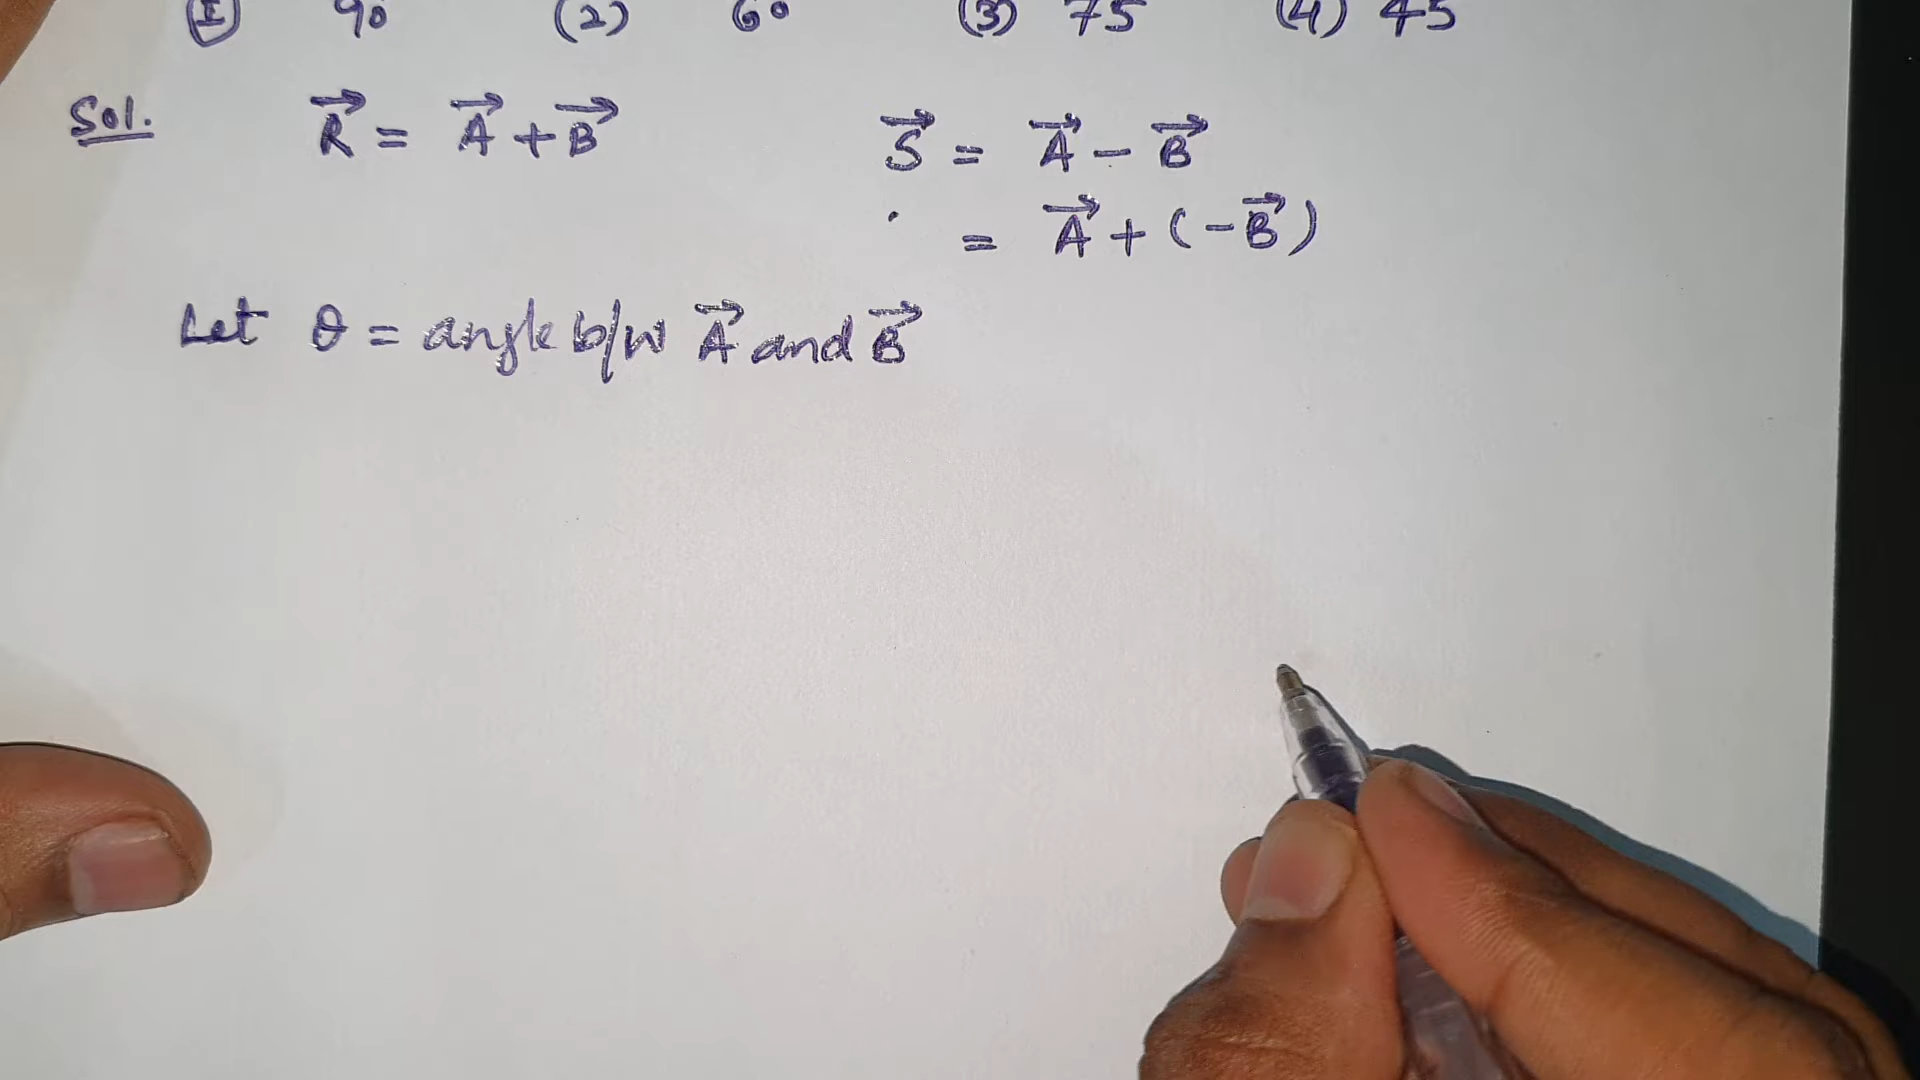 (1) 90 (2) 60 (3) 75 (4) 45
Sol. R⃗ = A⃗ + B⃗
S⃗ = A⃗ - B⃗
= A⃗ + (-B⃗)
Let θ = angle b/w A⃗ and B⃗